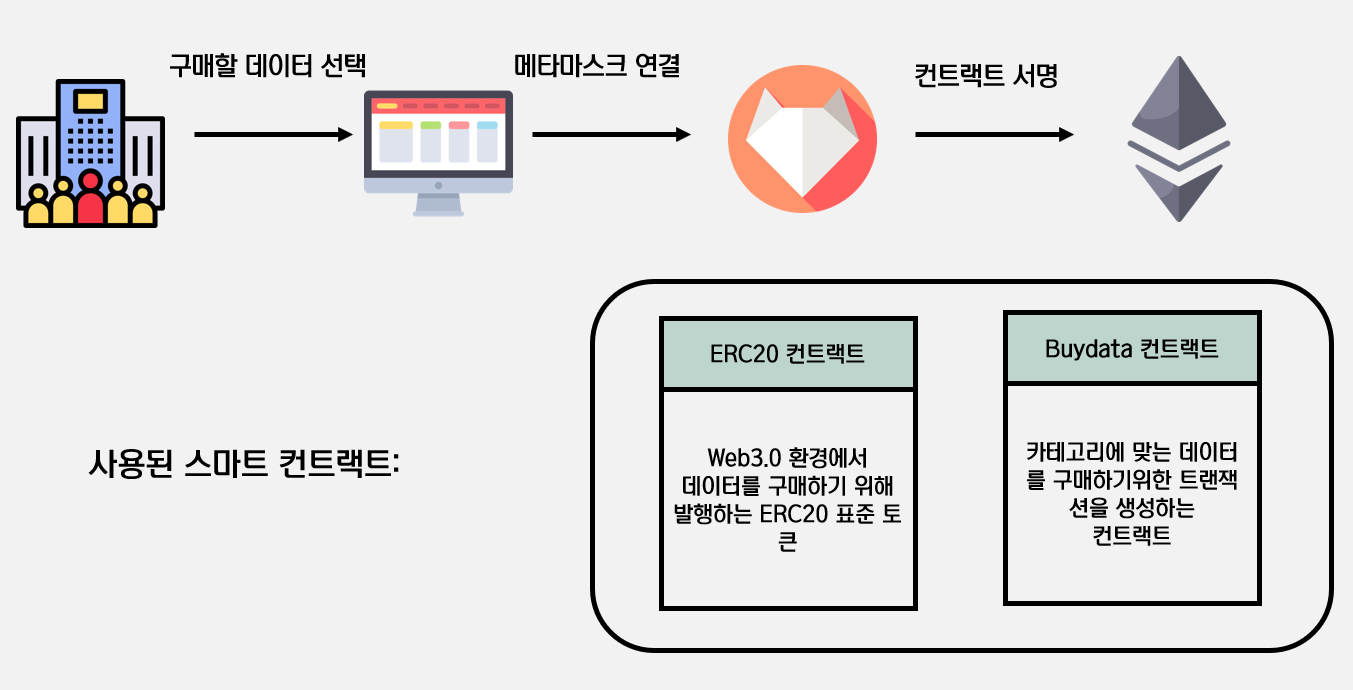 구매할 데이터 선택
메타마스크 연결
컨트랙트 서명
사용된 스마트 컨트랙트:
ERC20 컨트랙트
Web3.0 환경에서
데이터를 구매하기 위해
발행하는 ERC20 표준 토
큰
Buydata 컨트랙트
카테고리에 맞는 데이터
를 구매하기위한 트랜잭
션을 생성하는
컨트랙트